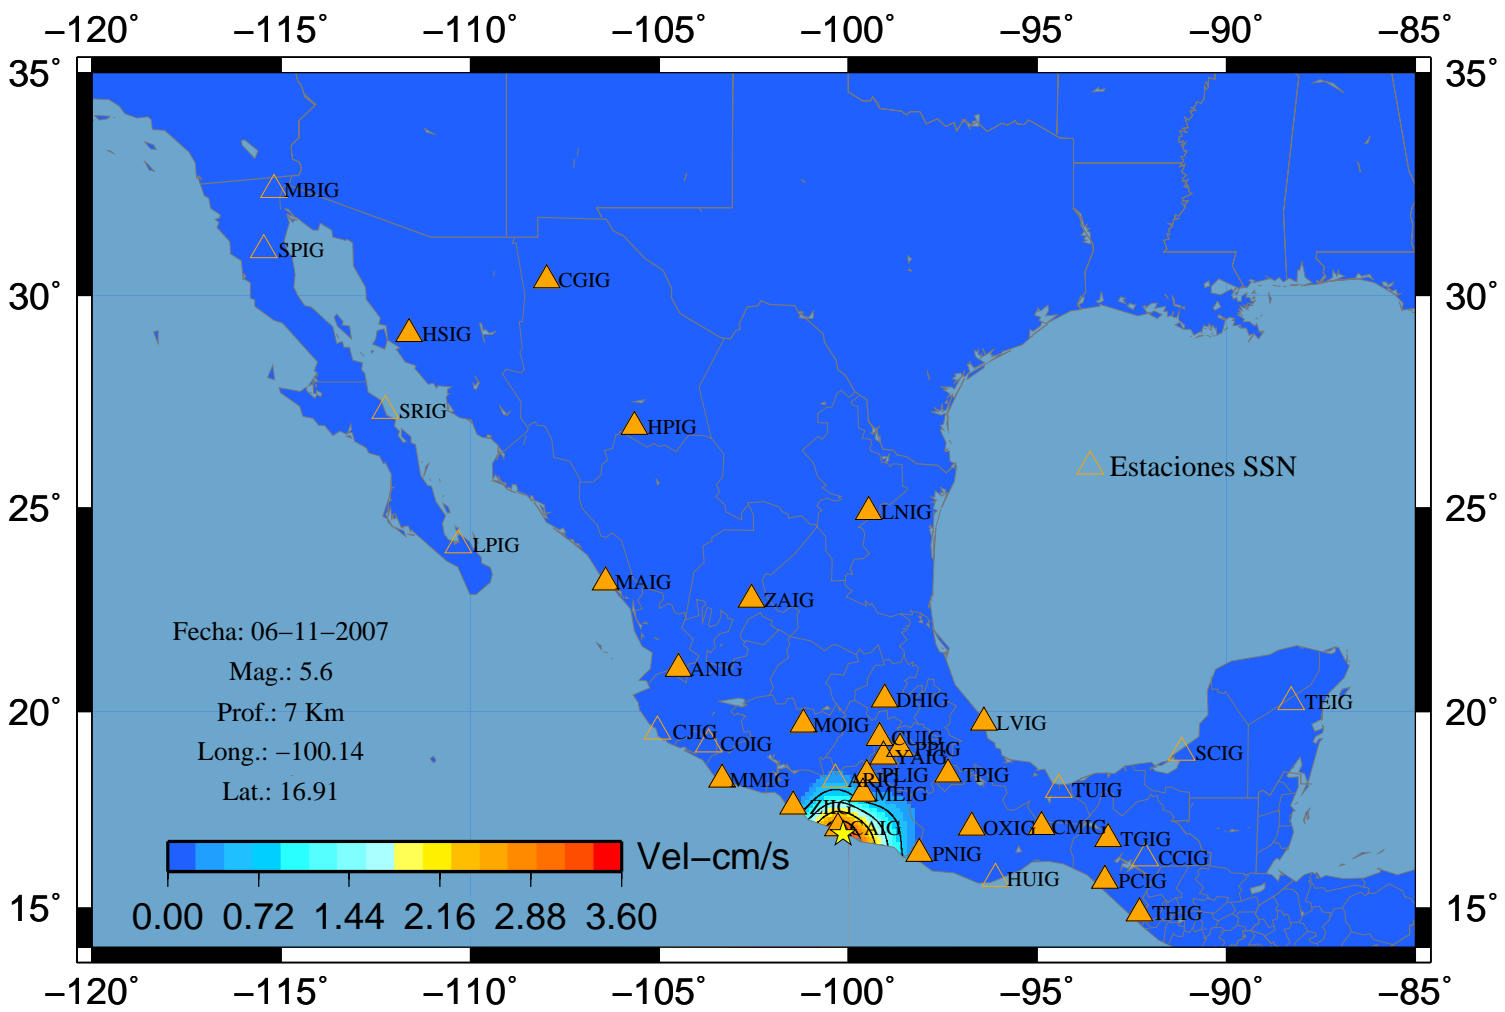 −120° −115° −110° −105° −100° −95° −90° −85°
35° 35°
MBIG
SPIG
CGIG
30° 30°
HSIG
SRIG
HPIG
Estaciones SSN
25° 25°
LNIG
LPIG
MAIG
ZAIG
Fecha: 06−11−2007
Mag.: 5.6
Prof.: 7 Km
Long.: −100.14
Lat.: 16.91
ANIG
DHIG
TEIG
20° 20°
MOIG
LVIG
CJIG
COIG
CUIG
PPIG
YAIG
SCIG
MMIG
ARIG
PLIG
TPIG
TUIG
MEIG
ZIIG
CAIG
OXIG
CMIG
TGIG
PNIG
CCIG
HUIG
PCIG
THIG
Vel−cm/s
0.00 0.72 1.44 2.16 2.88 3.60
15° 15°
−120° −115° −110° −105° −100° −95° −90° −85°